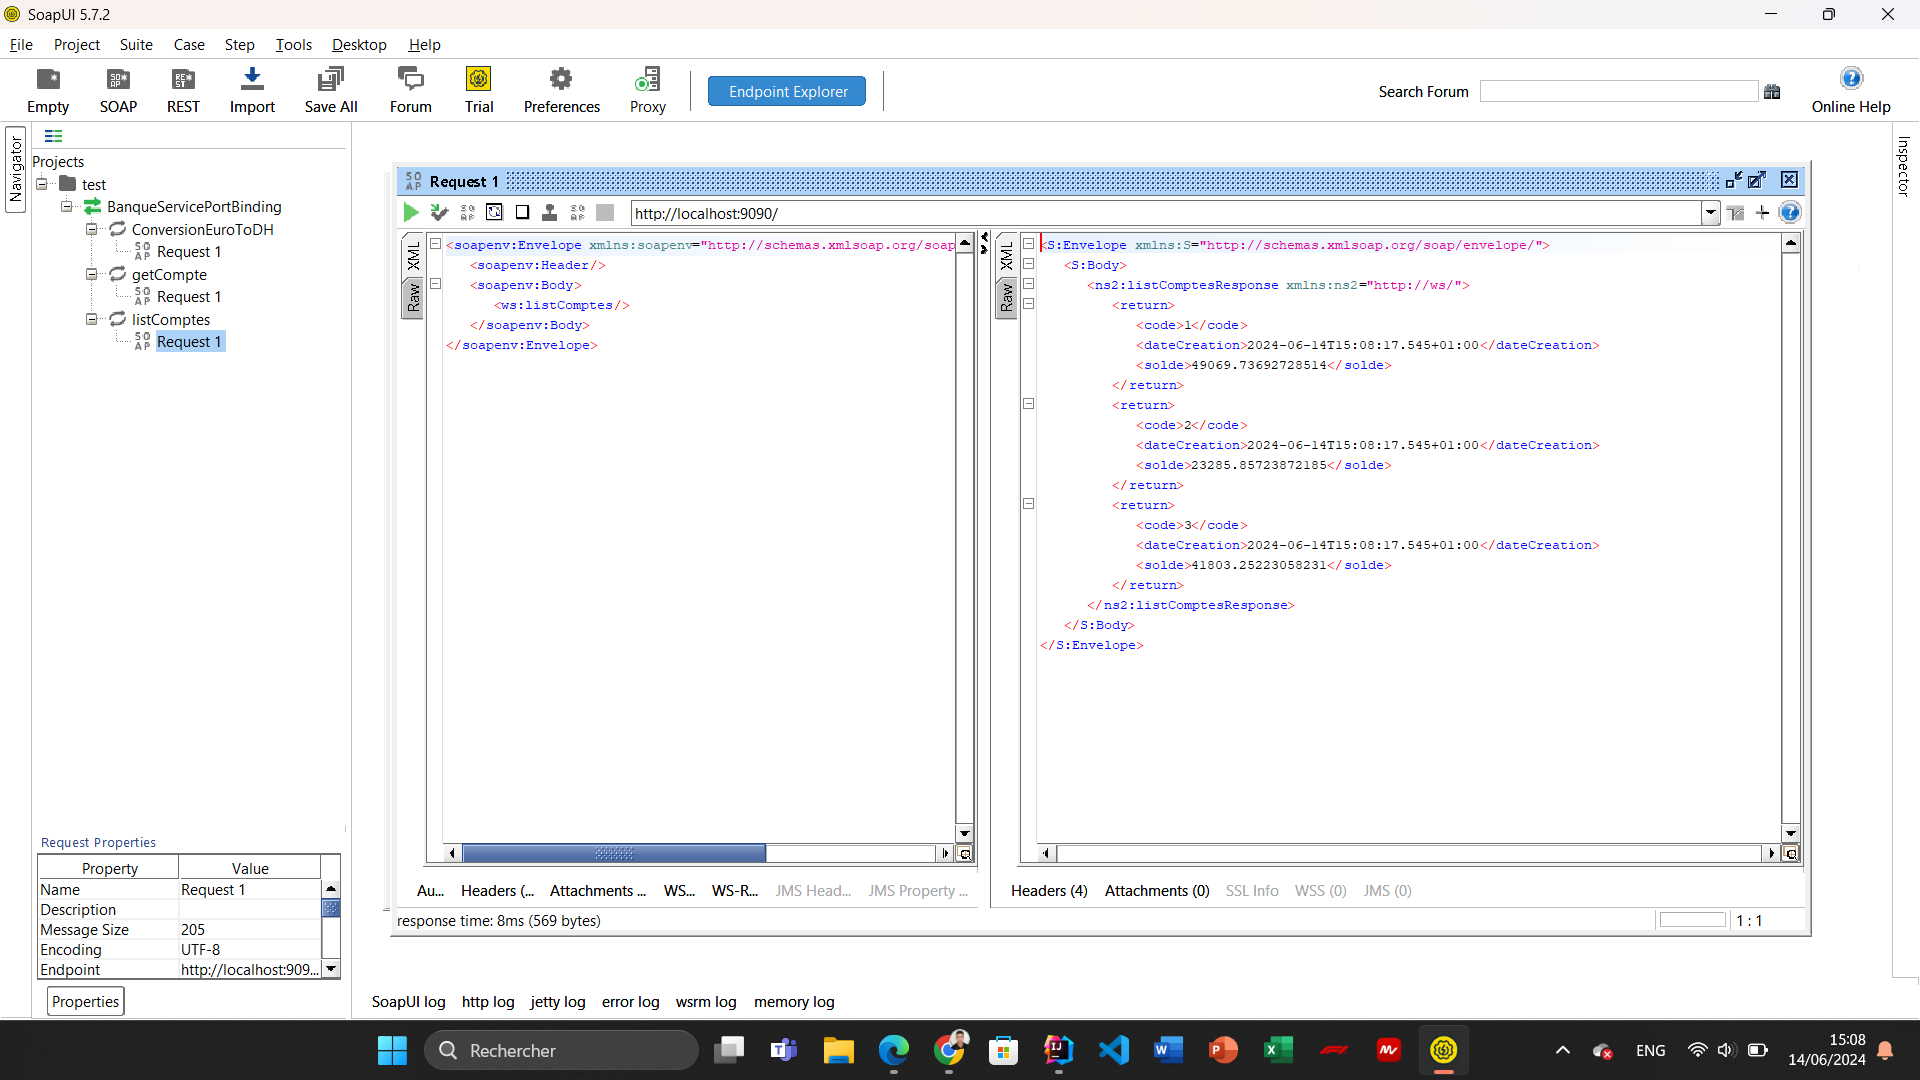 SoapUI 5.7.2
File Project Suite Case Step Tools Desktop Help
Empty SOAP REST Import Save All Forum Trial Preferences Proxy Endpoint Explorer Search Forum Online Help
Navigator
Inspector
Projects
test
BanqueServicePortBinding
ConversionEuroToDH
Request 1
getCompte
Request 1
listComptes
Request 1
Request Properties
Property Value
Name Request 1
Description
Message Size 205
Encoding UTF-8
Endpoint http://localhost:909...
Properties
SOAP Request 1
http://localhost:9090/
XML
Raw
<soapenv:Envelope xmlns:soapenv="http://schemas.xmlsoap.org/soap
<soapenv:Header/>
<soapenv:Body>
<ws:listComptes/>
</soapenv:Body>
</soapenv:Envelope>
XML
Raw
<S:Envelope xmlns:S="http://schemas.xmlsoap.org/soap/envelope/">
<S:Body>
<ns2:listComptesResponse xmlns:ns2="http://ws/">
<return>
<code>1</code>
<dateCreation>2024-06-14T15:08:17.545+01:00</dateCreation>
<solde>49069.73692728514</solde>
</return>
<return>
<code>2</code>
<dateCreation>2024-06-14T15:08:17.545+01:00</dateCreation>
<solde>23285.85723872185</solde>
</return>
<return>
<code>3</code>
<dateCreation>2024-06-14T15:08:17.545+01:00</dateCreation>
<solde>41803.25223058231</solde>
</return>
</ns2:listComptesResponse>
</S:Body>
</S:Envelope>
Au... Headers (... Attachments ... WS... WS-R... JMS Head... JMS Property ...
Headers (4) Attachments (0) SSL Info WSS (0) JMS (0)
response time: 8ms (569 bytes)
1 : 1
SoapUI log http log jetty log error log wsrm log memory log
Rechercher
ENG
15:08
14/06/2024